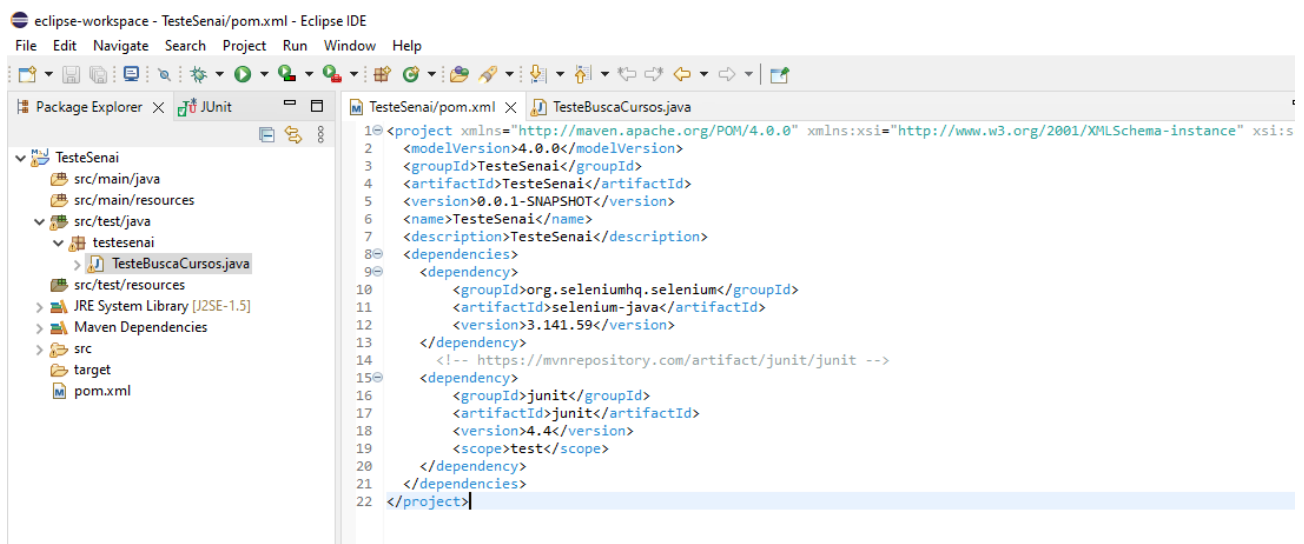 eclipse-workspace - TesteSenai/pom.xml - Eclipse IDE
File Edit Navigate Search Project Run Window Help
Package Explorer JUnit
TesteSenai
src/main/java
src/main/resources
src/test/java
testesenai
TesteBuscaCursos.java
src/test/resources
JRE System Library [J2SE-1.5]
Maven Dependencies
src
target
pom.xml
TesteSenai/pom.xml TesteBuscaCursos.java
1 <project xmlns="http://maven.apache.org/POM/4.0.0" xmlns:xsi="http://www.w3.org/2001/XMLSchema-instance" xsi:s
2 <modelVersion>4.0.0</modelVersion>
3 <groupId>TesteSenai</groupId>
4 <artifactId>TesteSenai</artifactId>
5 <version>0.0.1-SNAPSHOT</version>
6 <name>TesteSenai</name>
7 <description>TesteSenai</description>
8 <dependencies>
9 <dependency>
10 <groupId>org.seleniumhq.selenium</groupId>
11 <artifactId>selenium-java</artifactId>
12 <version>3.141.59</version>
13 </dependency>
14 <!-- https://mvnrepository.com/artifact/junit/junit -->
15 <dependency>
16 <groupId>junit</groupId>
17 <artifactId>junit</artifactId>
18 <version>4.4</version>
19 <scope>test</scope>
20 </dependency>
21 </dependencies>
22 </project>